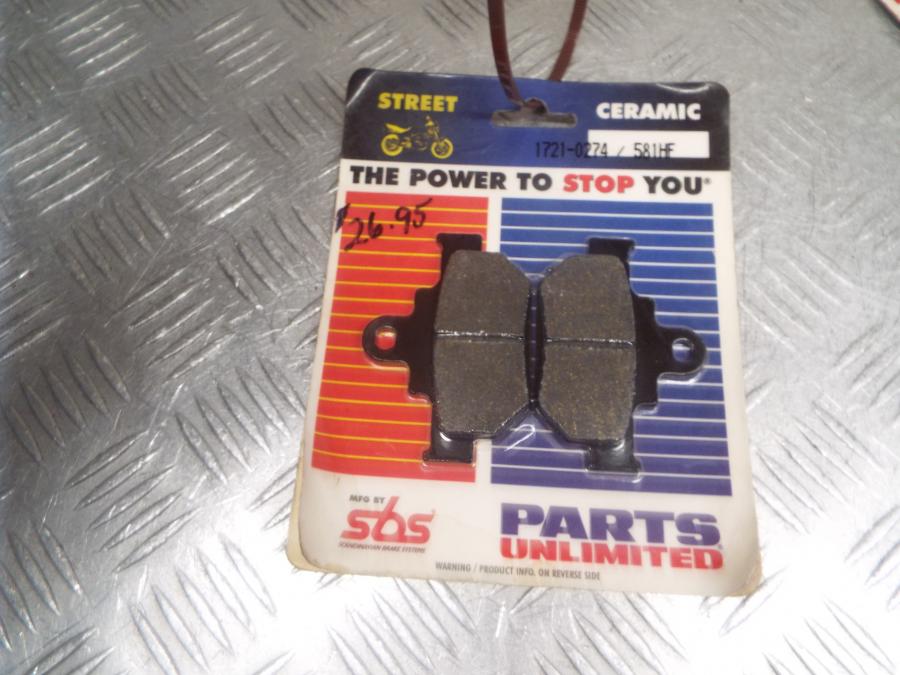 STREET
CERAMIC
1721-0274 / 581HF
THE POWER TO STOP YOU®
$26.95
MFG BY
sbs
SCANDINAVIAN BRAKE SYSTEMS
PARTS
UNLIMITED®
WARNING / PRODUCT INFO. ON REVERSE SIDE